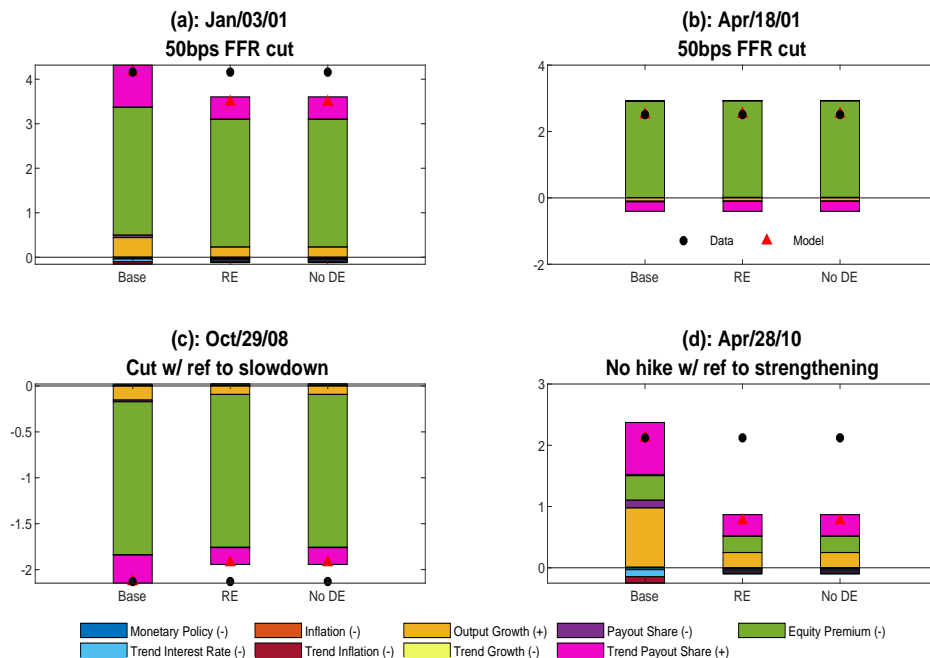 (a): Jan/03/01
50bps FFR cut
4
3
2
1
0
Base RE No DE
(b): Apr/18/01
50bps FFR cut
4
2
0
-2
Data Model
Base RE No DE
(c): Oct/29/08
Cut w/ ref to slowdown
0
-0.5
-1
-1.5
-2
Base RE No DE
(d): Apr/28/10
No hike w/ ref to strengthening
3
2
1
0
Base RE No DE
Monetary Policy (-) Inflation (-) Output Growth (+) Payout Share (-) Equity Premium (-)
Trend Interest Rate (-) Trend Inflation (-) Trend Growth (-) Trend Payout Share (+)